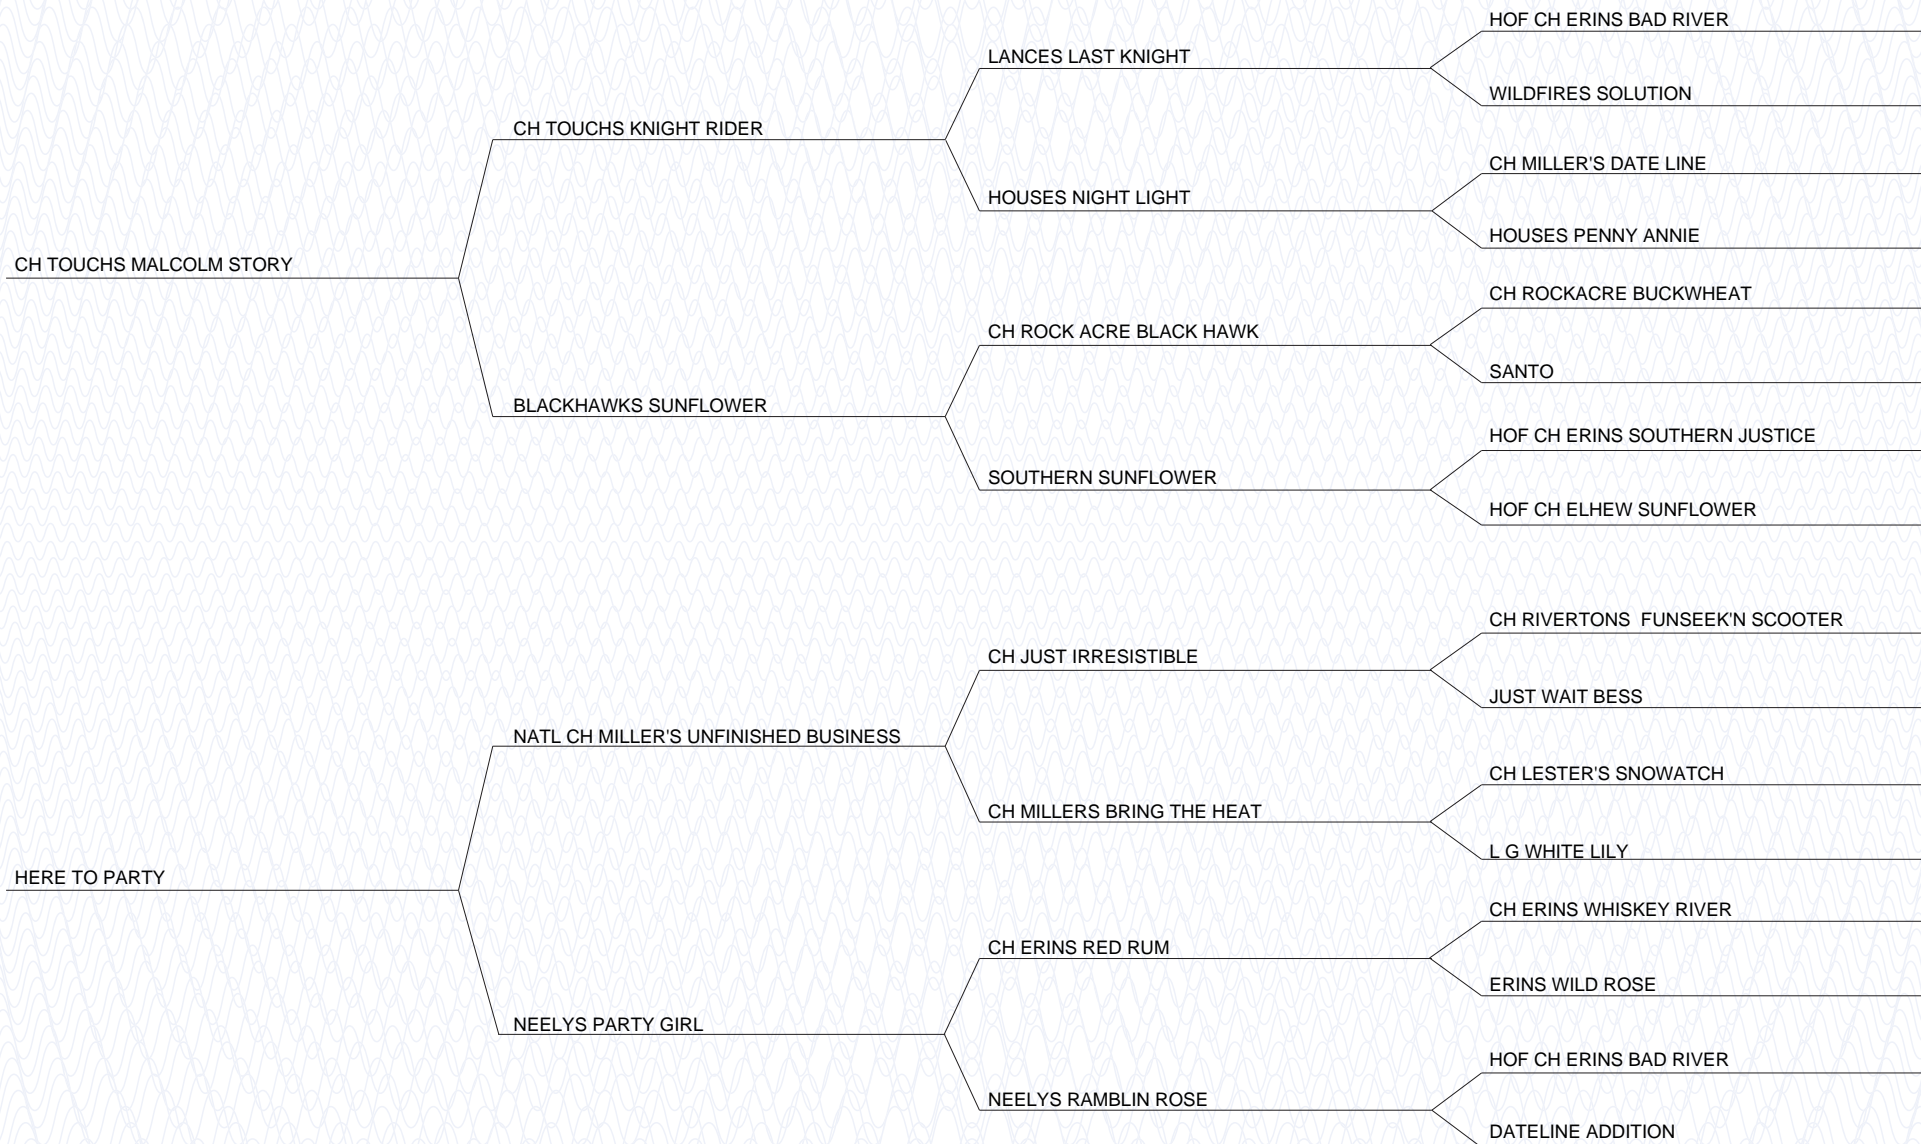 HOF CH ERINS BAD RIVER
LANCES LAST KNIGHT
WILDFIRES SOLUTION
CH TOUCHS KNIGHT RIDER
CH MILLER'S DATE LINE
HOUSES NIGHT LIGHT
HOUSES PENNY ANNIE
CH TOUCHS MALCOLM STORY
CH ROCKACRE BUCKWHEAT
CH ROCK ACRE BLACK HAWK
SANTO
BLACKHAWKS SUNFLOWER
HOF CH ERINS SOUTHERN JUSTICE
SOUTHERN SUNFLOWER
HOF CH ELHEW SUNFLOWER
CH RIVERTONS  FUNSEEK'N SCOOTER
CH JUST IRRESISTIBLE
JUST WAIT BESS
NATL CH MILLER'S UNFINISHED BUSINESS
CH LESTER'S SNOWATCH
CH MILLERS BRING THE HEAT
L G WHITE LILY
HERE TO PARTY
CH ERINS WHISKEY RIVER
CH ERINS RED RUM
ERINS WILD ROSE
NEELYS PARTY GIRL
HOF CH ERINS BAD RIVER
NEELYS RAMBLIN ROSE
DATELINE ADDITION